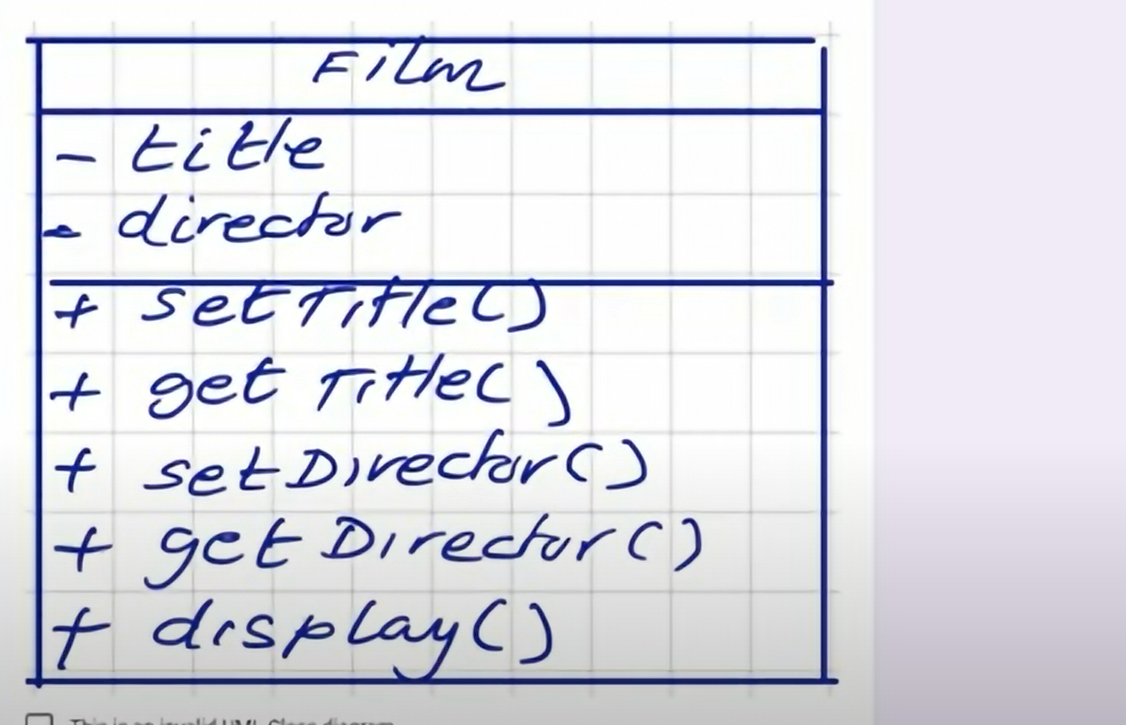 Film
- title
- director
+ setTitle()
+ getTitle()
+ setDirector()
+ getDirector()
+ display()
This is an invalid UML Class diagram